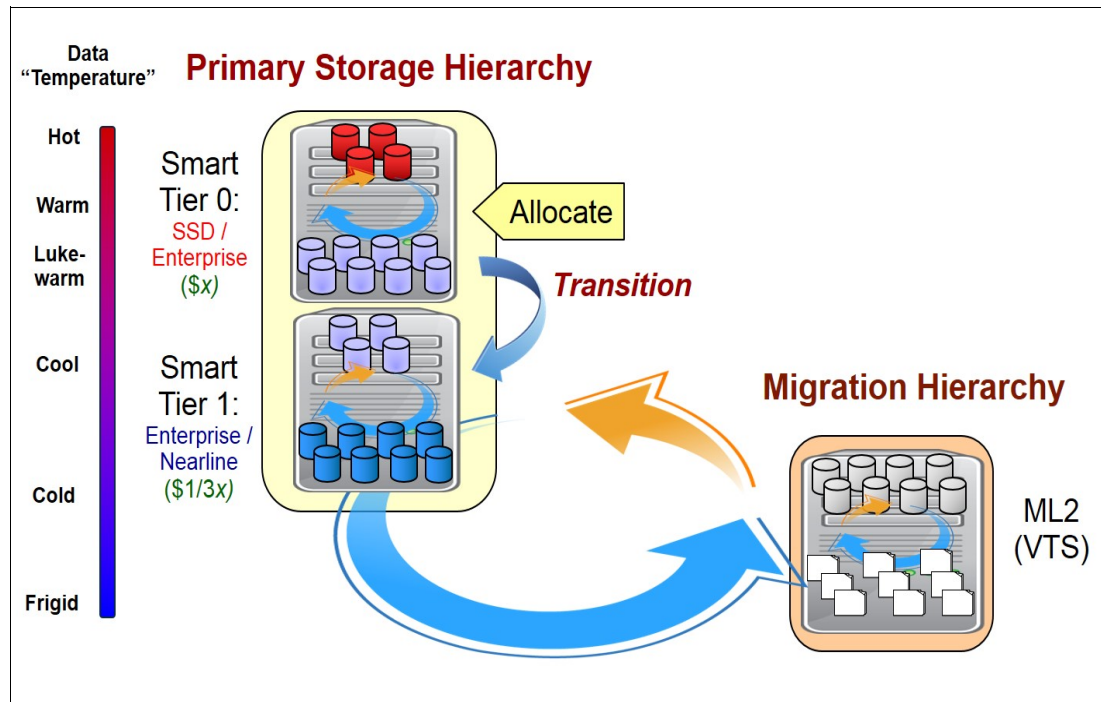 Data
“Temperature”
Primary Storage Hierarchy
Hot
Warm
Luke-
warm
Cool
Cold
Frigid
Smart
Tier 0:
SSD /
Enterprise
($x)
Allocate
Transition
Smart
Tier 1:
Enterprise /
Nearline
($1/3x)
Migration Hierarchy
ML2
(VTS)